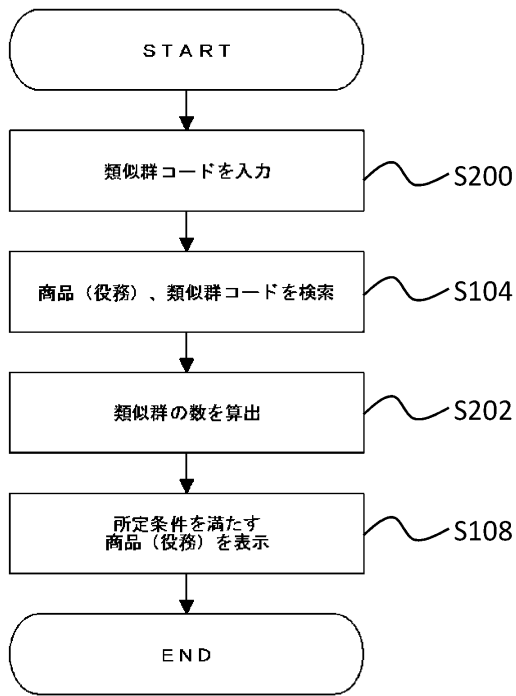 START
類似群コードを入力
S200
商品（役務）、類似群コードを検索
S104
類似群の数を算出
S202
所定条件を満たす
商品（役務）を表示
S108
END